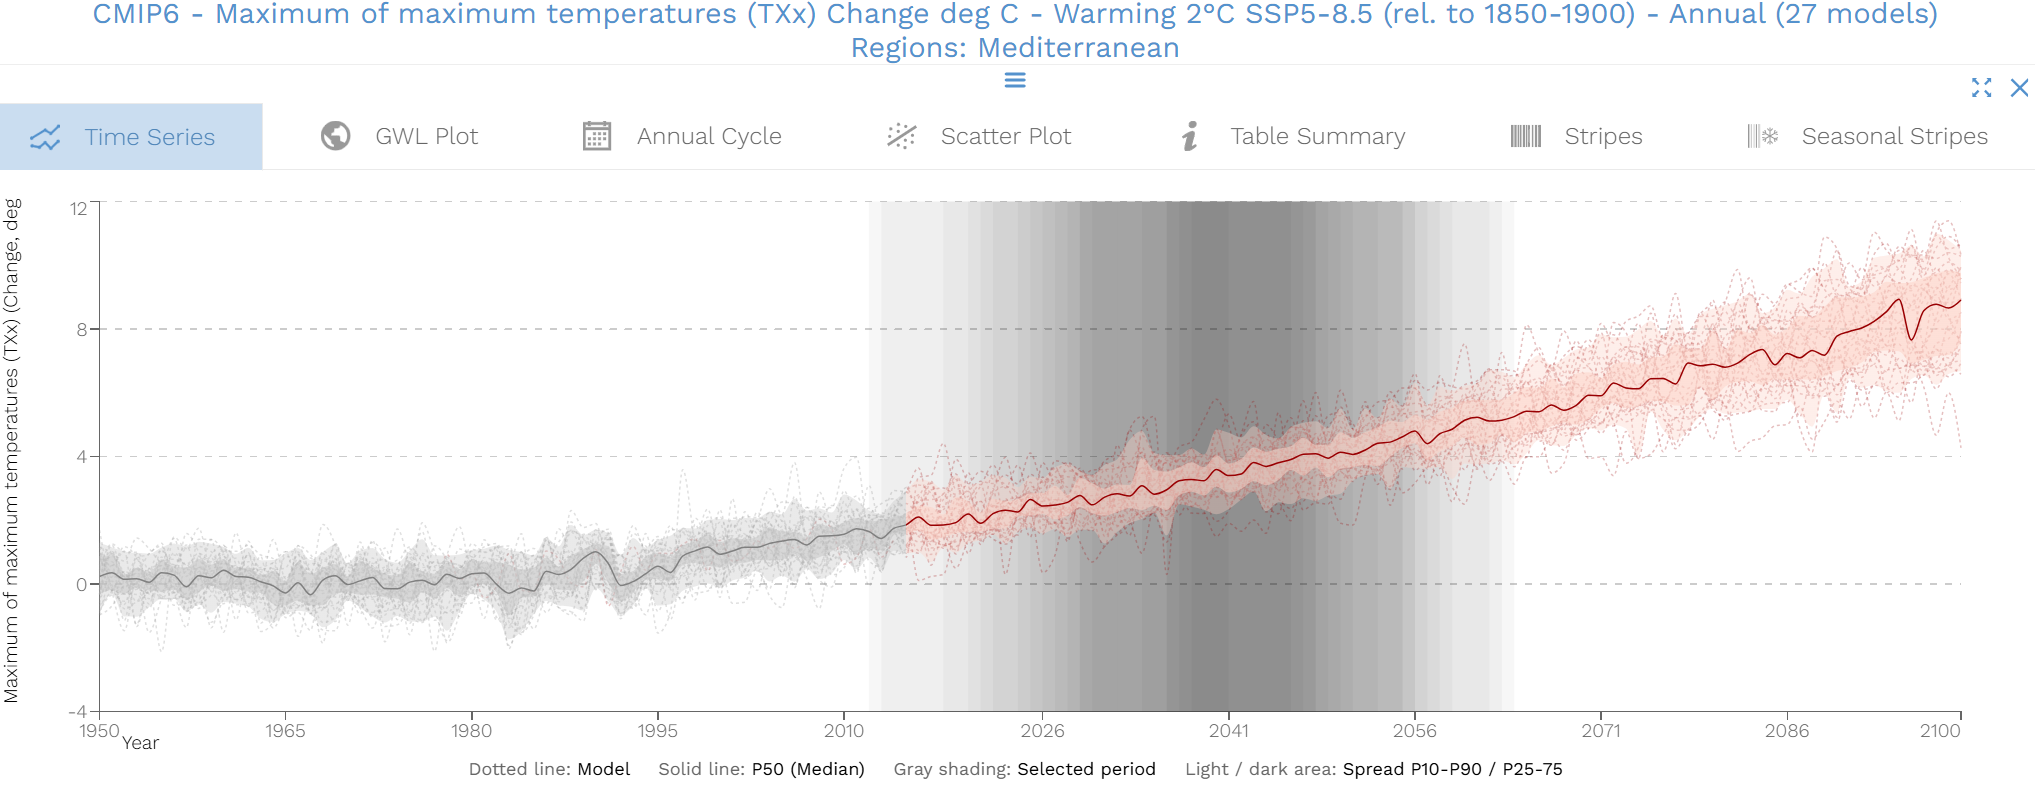 CMIP6 - Maximum of maximum temperatures (TXx) Change deg C - Warming 2°C SSP5-8.5 (rel. to 1850-1900) - Annual (27 models)
Regions: Mediterranean
Time Series
GWL Plot
Annual Cycle
Scatter Plot
Table Summary
Stripes
Seasonal Stripes
Maximum of maximum temperatures (TXx) (Change, deg
12
8
4
0
-4
1950
1965
1980
1995
2010
2026
2041
2056
2071
2086
2100
Year
Dotted line: Model Solid line: P50 (Median) Gray shading: Selected period Light / dark area: Spread P10-P90 / P25-75